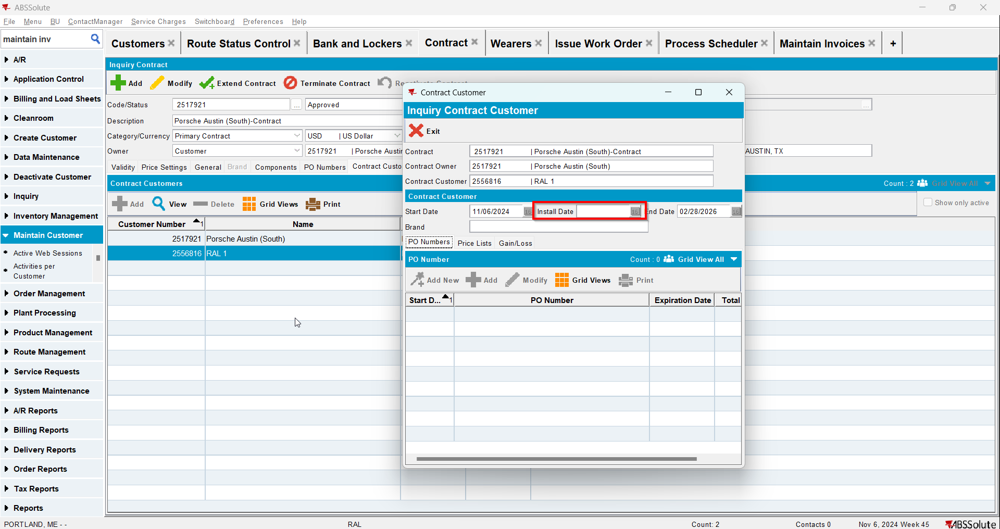 ABSSolute
File Menu BU ContactManager Service Charges Switchboard Preferences Help
maintain inv
Customers Route Status Control Bank and Lockers Contract Wearers Issue Work Order Process Scheduler Maintain Invoices +
A/R
Application Control
Billing and Load Sheets
Cleanroom
Create Customer
Data Maintenance
Deactivate Customer
Inquiry
Inventory Management
Maintain Customer
Active Web Sessions
Activities per
Customer
Order Management
Plant Processing
Product Management
Route Management
Service Requests
System Maintenance
A/R Reports
Billing Reports
Delivery Reports
Order Reports
Tax Reports
Reports
Inquiry Contract
Add Modify Extend Contract Terminate Contract
Code/Status 2517921 ... Approved ...
Description Porsche Austin (South)-Contract
Category/Currency Primary Contract USD | US Dollar
Owner Customer 2517921 | Porsche Austin AUSTIN, TX
Validity Price Settings General Brand Components PO Numbers Contract Custo
Contract Customers Count : 2 Grid View All
Add View Delete Grid Views Print Show only active
Customer Number 1 Name
2517921 Porsche Austin (South)
2556816 RAL 1
Contract Customer
Inquiry Contract Customer
Exit
Contract 2517921 | Porsche Austin (South)-Contract
Contract Owner 2517921 | Porsche Austin (South)
Contract Customer 2556816 | RAL 1
Contract Customer
Start Date 11/06/2024 15 Install Date 15 End Date 02/28/2026 15
Brand
PO Numbers Price Lists Gain/Loss
PO Number Count : 0 Grid View All
Add New Add Modify Grid Views Print
Start D... 1 PO Number Expiration Date Total
PORTLAND, ME - - RAL Count: 2 Contacts 0 Nov 6, 2024 Week 45 ABSSolute